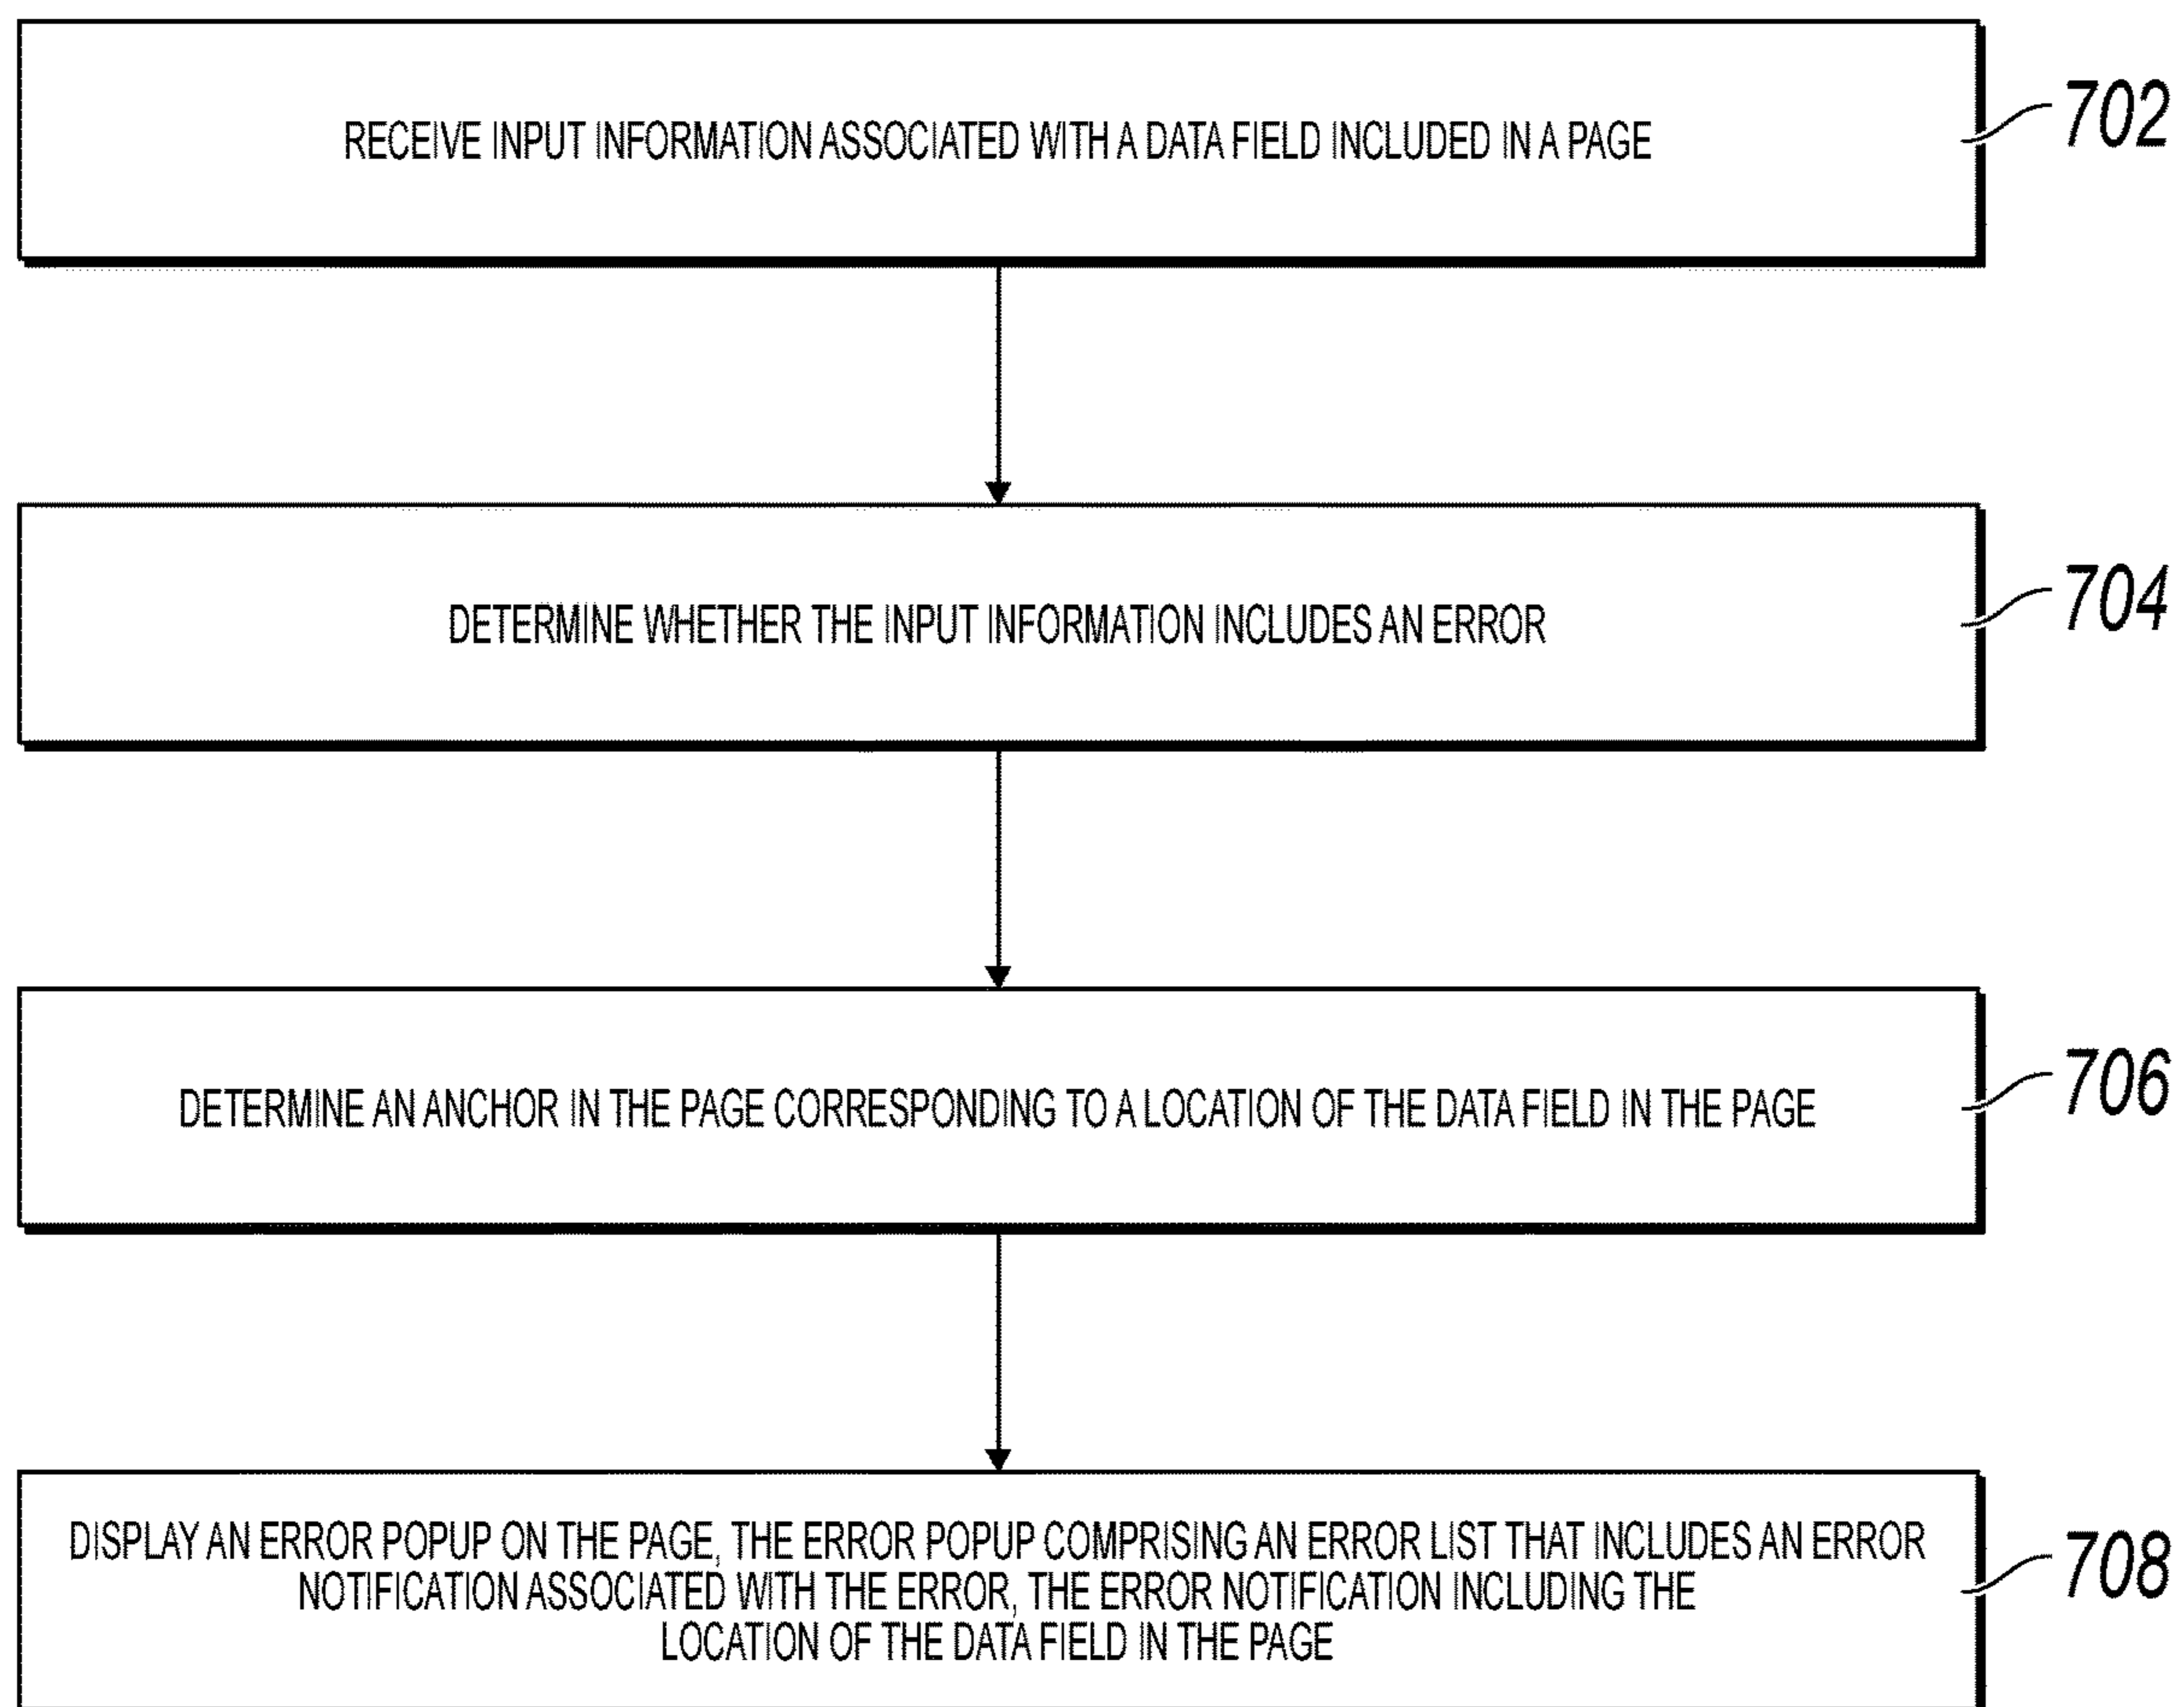 RECEIVE INPUT INFORMATION ASSOCIATED WITH A DATA FIELD INCLUDED IN A PAGE
702
DETERMINE WHETHER THE INPUT INFORMATION INCLUDES AN ERROR
704
DETERMINE AN ANCHOR IN THE PAGE CORRESPONDING TO A LOCATION OF THE DATA FIELD IN THE PAGE
706
DISPLAY AN ERROR POPUP ON THE PAGE, THE ERROR POPUP COMPRISING AN ERROR LIST THAT INCLUDES AN ERROR
NOTIFICATION ASSOCIATED WITH THE ERROR, THE ERROR NOTIFICATION INCLUDING THE
LOCATION OF THE DATA FIELD IN THE PAGE
708